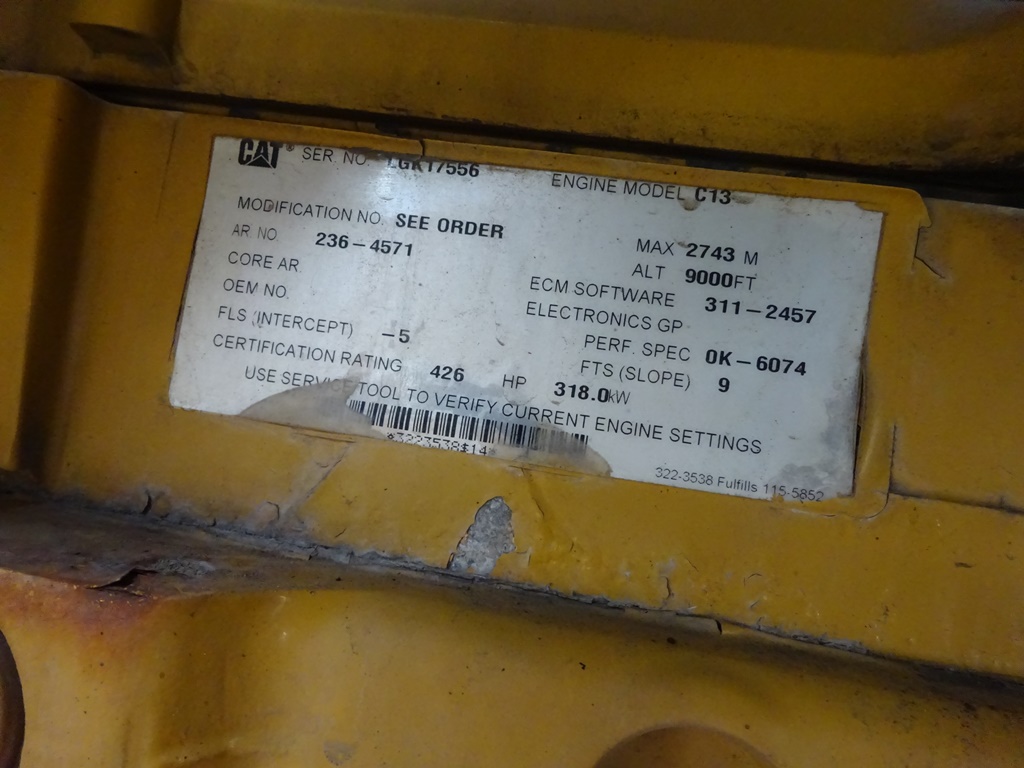 CAT® SER. NO. LGK17556 ENGINE MODEL C13
MODIFICATION NO. SEE ORDER MAX 2743 M
AR NO 236-4571 ALT 9000FT
CORE AR ECM SOFTWARE 311-2457
OEM NO. ELECTRONICS GP
FLS (INTERCEPT) -5 PERF. SPEC 0K-6074
CERTIFICATION RATING 426 HP 318.0kW FTS (SLOPE) 9
USE SERVICE TOOL TO VERIFY CURRENT ENGINE SETTINGS
*3223538$14*
322-3538 Fulfills 115-5852